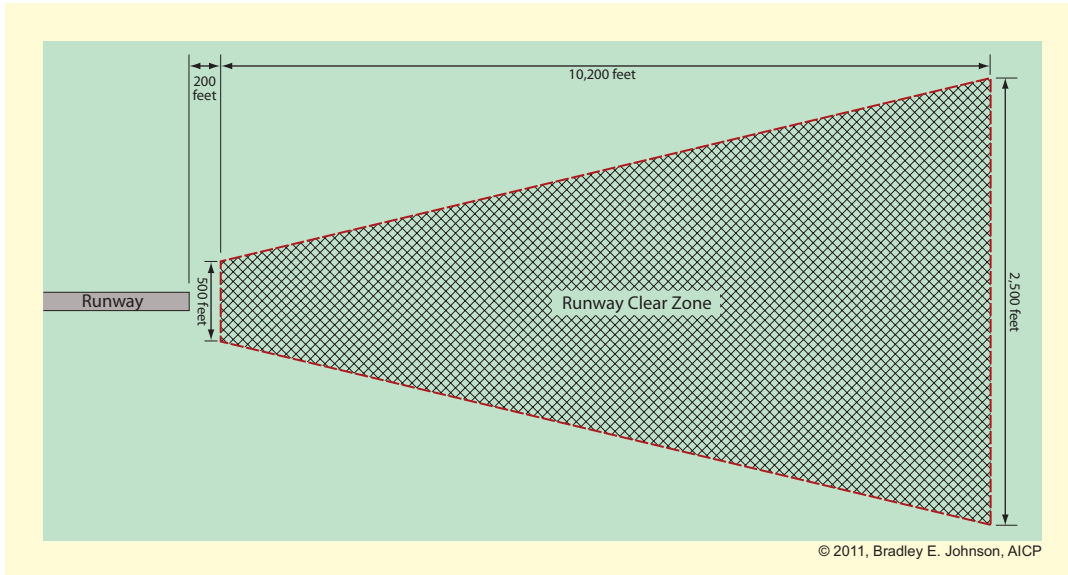 200
feet
10,200 feet
Runway
500 feet
Runway Clear Zone
2,500 feet
© 2011, Bradley E. Johnson, AICP